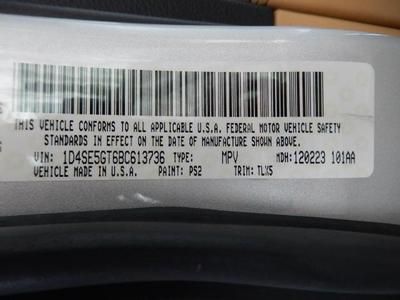 THIS VEHICLE CONFORMS TO ALL APPLICABLE U.S.A. FEDERAL MOTOR VEHICLE SAFETY
STANDARDS IN EFFECT ON THE DATE OF MANUFACTURE SHOWN ABOVE.
VIN: 1D4SE5GT6BC613736 TYPE: MPV MDH: 120223 101AA
VEHICLE MADE IN U.S.A. PAINT: PS2 TRIM: TLX5